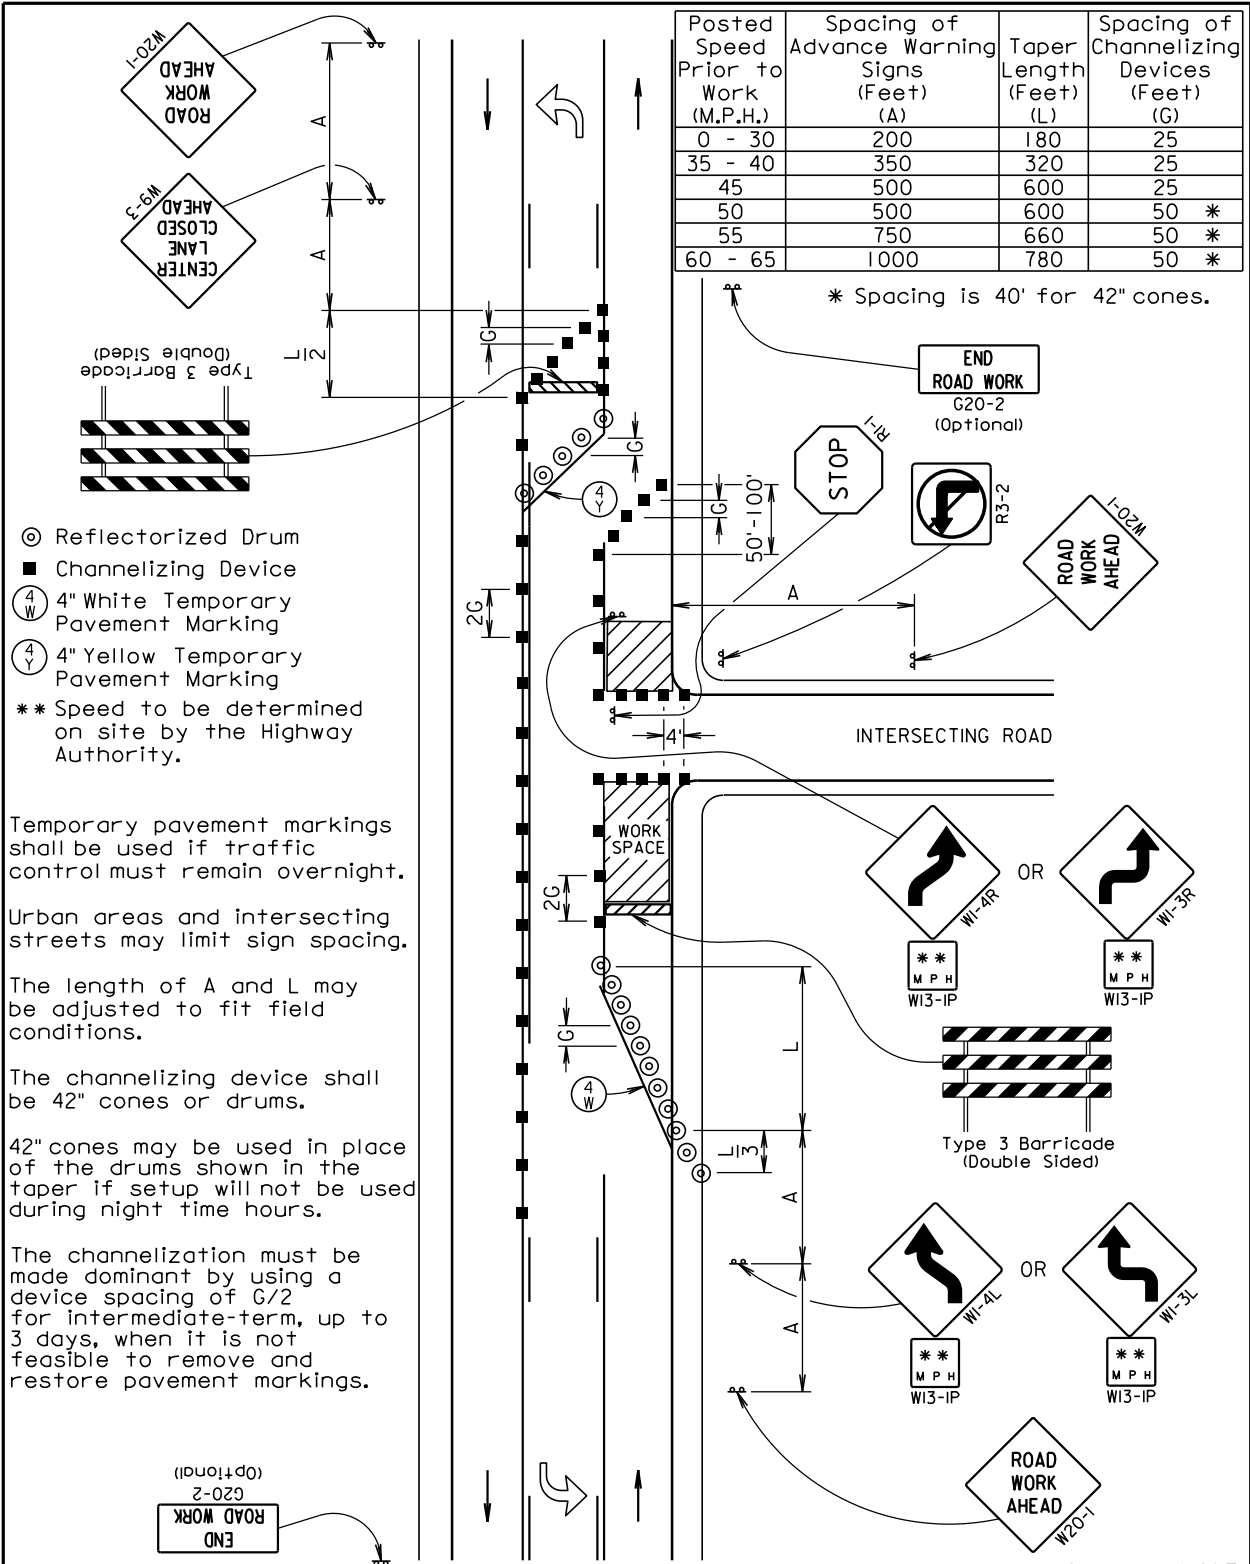 W20-1
ROAD
WORK
AHEAD
A
W9-3
CENTER
LANE
CLOSED
AHEAD
A
L
2
Type 3 Barricade
(Double Sided)
Posted
Speed
Prior to
Work
(M.P.H.)
Spacing of
Advance Warning
Signs
(Feet)
(A)
Taper
Length
(Feet)
(L)
Spacing of
Channelizing
Devices
(Feet)
(G)
0 - 30 200 180 25
35 - 40 350 320 25
45 500 600 25
50 500 600 50 *
55 750 660 50 *
60 - 65 1000 780 50 *
* Spacing is 40' for 42" cones.
END
ROAD WORK
G20-2
(Optional)
G
G
4
Y
G
50'-100'
STOP
R1-1
R3-2
ROAD
WORK
AHEAD
W20-1
A
Reflectorized Drum
Channelizing Device
4
W
4" White Temporary
Pavement Marking
4
Y
4" Yellow Temporary
Pavement Marking
** Speed to be determined
on site by the Highway
Authority.
2G
4'
INTERSECTING ROAD
WORK
SPACE
2G
Temporary pavement markings
shall be used if traffic
control must remain overnight.
Urban areas and intersecting
streets may limit sign spacing.
The length of A and L may
be adjusted to fit field
conditions.
The channelizing device shall
be 42" cones or drums.
42" cones may be used in place
of the drums shown in the
taper if setup will not be used
during night time hours.
The channelization must be
made dominant by using a
device spacing of G/2
for intermediate-term, up to
3 days, when it is not
feasible to remove and
restore pavement markings.
W1-4R
OR
W1-3R
* *
M P H
W13-1P
* *
M P H
W13-1P
G
4
W
L
L
3
A
A
Type 3 Barricade
(Double Sided)
W1-4L
OR
W1-3L
* *
M P H
W13-1P
* *
M P H
W13-1P
ROAD
WORK
AHEAD
W20-1
END
ROAD WORK
G20-2
(Optional)